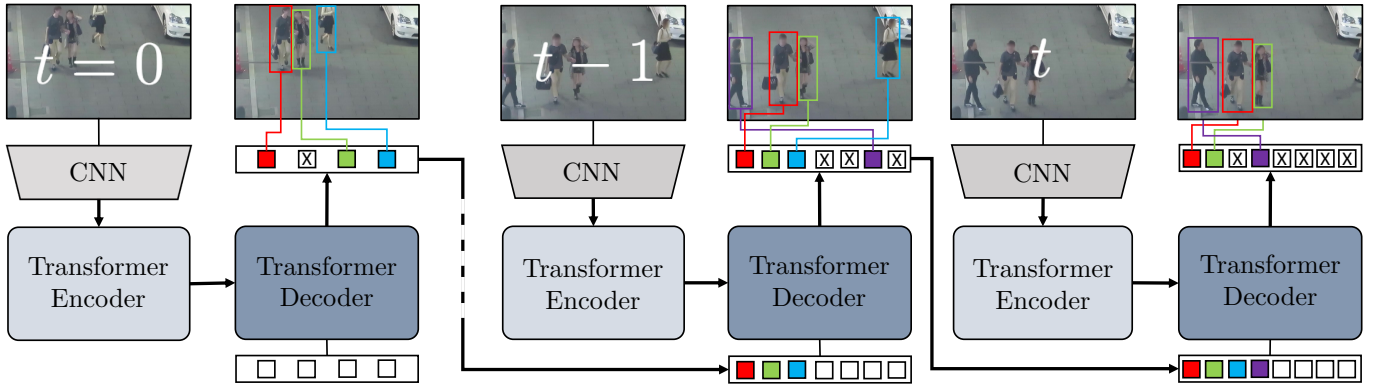 t = 0
t − 1
t
CNN
CNN
CNN
X
X X X
X X X X X
Transformer
Encoder
Transformer
Decoder
Transformer
Encoder
Transformer
Decoder
Transformer
Encoder
Transformer
Decoder